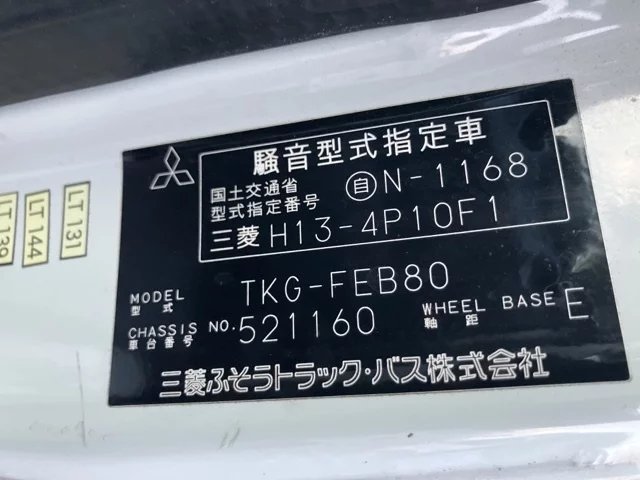 騒音型式指定車
国土交通省
型式指定番号
自N-1168
三菱 H13-4P10F1
MODEL
型式
TKG-FEB80
CHASSIS NO.
車台番号
521160
WHEEL BASE
軸距
E
三菱ふそうトラック・バス株式会社
LT 131
LT 144
LT 139